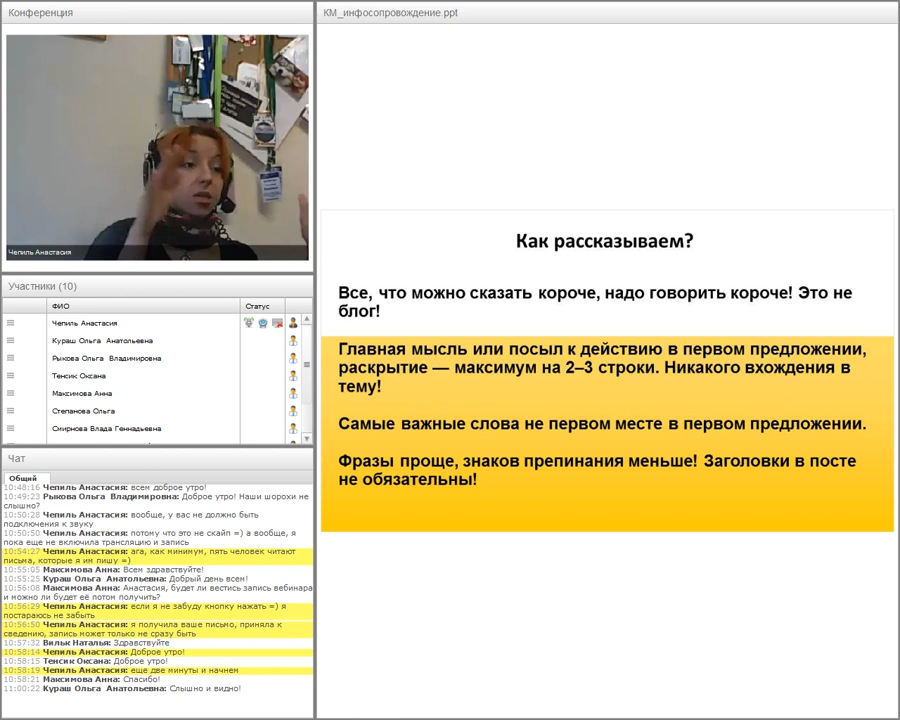 Конференция
Чепиль Анастасия
Участники (10)
ФИО
Статус
Чепиль Анастасия
Кураш Ольга Анатольевна
Рыкова Ольга Владимировна
Тенсик Оксана
Максимова Анна
Степанова Ольга
Смирнова Влада Геннадьевна
Чат
Общий
10:48:16 Чепиль Анастасия: всем доброе утро!
10:49:23 Рыкова Ольга Владимировна: Доброе утро! Наши шорохи не
слышно?
10:50:28 Чепиль Анастасия: вообще, у вас не должно быть
подключения к звуку
10:50:50 Чепиль Анастасия: потому что это не скайп =) а вообще, я
пока еще не включила трансляцию и запись
10:54:27 Чепиль Анастасия: ага, как минимум, пять человек читают
письма, которые я им пишу =)
10:55:05 Максимова Анна: Всем здравствуйте!
10:55:25 Кураш Ольга Анатольевна: Добрый день всем!
10:56:08 Максимова Анна: Анастасия, будет ли вестись запись вебинара
и можно ли будет её потом получить?
10:56:29 Чепиль Анастасия: если я не забуду кнопку нажать =) я
постараюсь не забыть
10:56:50 Чепиль Анастасия: я получила ваше письмо, приняла к
сведению, запись может только не сразу быть
10:57:32 Вильк Наталья: Здравствуйте
10:58:14 Чепиль Анастасия: Доброе утро!
10:58:15 Тенсик Оксана: Доброе утро!
10:58:19 Чепиль Анастасия: еще две минуты и начнем
10:58:21 Максимова Анна: Спасибо!
11:00:22 Кураш Ольга Анатольевна: Слышно и видно!
КМ_инфосопровождение.ppt
Как рассказываем?
Все, что можно сказать короче, надо говорить короче! Это не
блог!
Главная мысль или посыл к действию в первом предложении,
раскрытие — максимум на 2–3 строки. Никакого вхождения в
тему!
Самые важные слова не первом месте в первом предложении.
Фразы проще, знаков препинания меньше! Заголовки в посте
не обязательны!